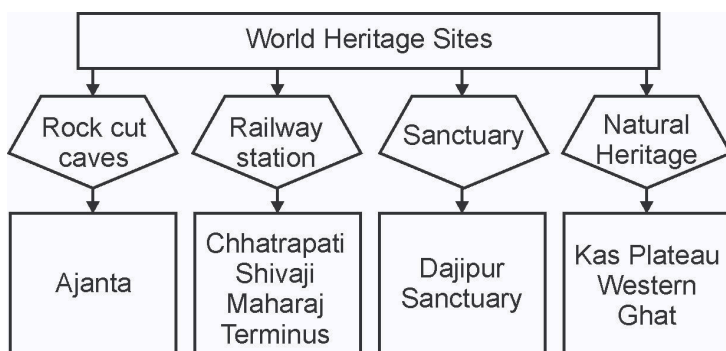 World Heritage Sites
Rock cut
caves
Railway
station
Sanctuary
Natural
Heritage
Ajanta
Chhatrapati
Shivaji
Maharaj
Terminus
Dajipur
Sanctuary
Kas Plateau
Western
Ghat